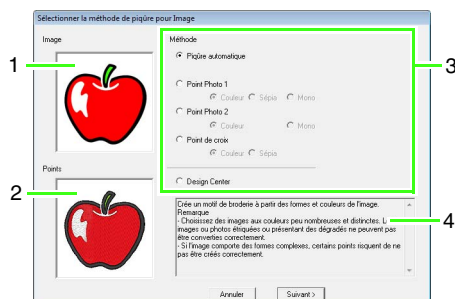 Sélectionner la méthode de piqûre pour Image
Image
Méthode
1
Piqûre automatique
3
Point Photo 1
Couleur Sépia Mono
Point Photo 2
Couleur Mono
Point de croix
Couleur Sépia
Points
Design Center
2
Crée un motif de broderie à partir des formes et couleurs de l'image.
Remarque
- Choisissez des images aux couleurs peu nombreuses et distinctes. L
4
images ou photos étriquées ou présentant des dégradés ne peuvent pas
être converties correctement.
- Si l'image comporte des formes complexes, certains points risquent de ne
pas être créés correctement.
Annuler Suivant >